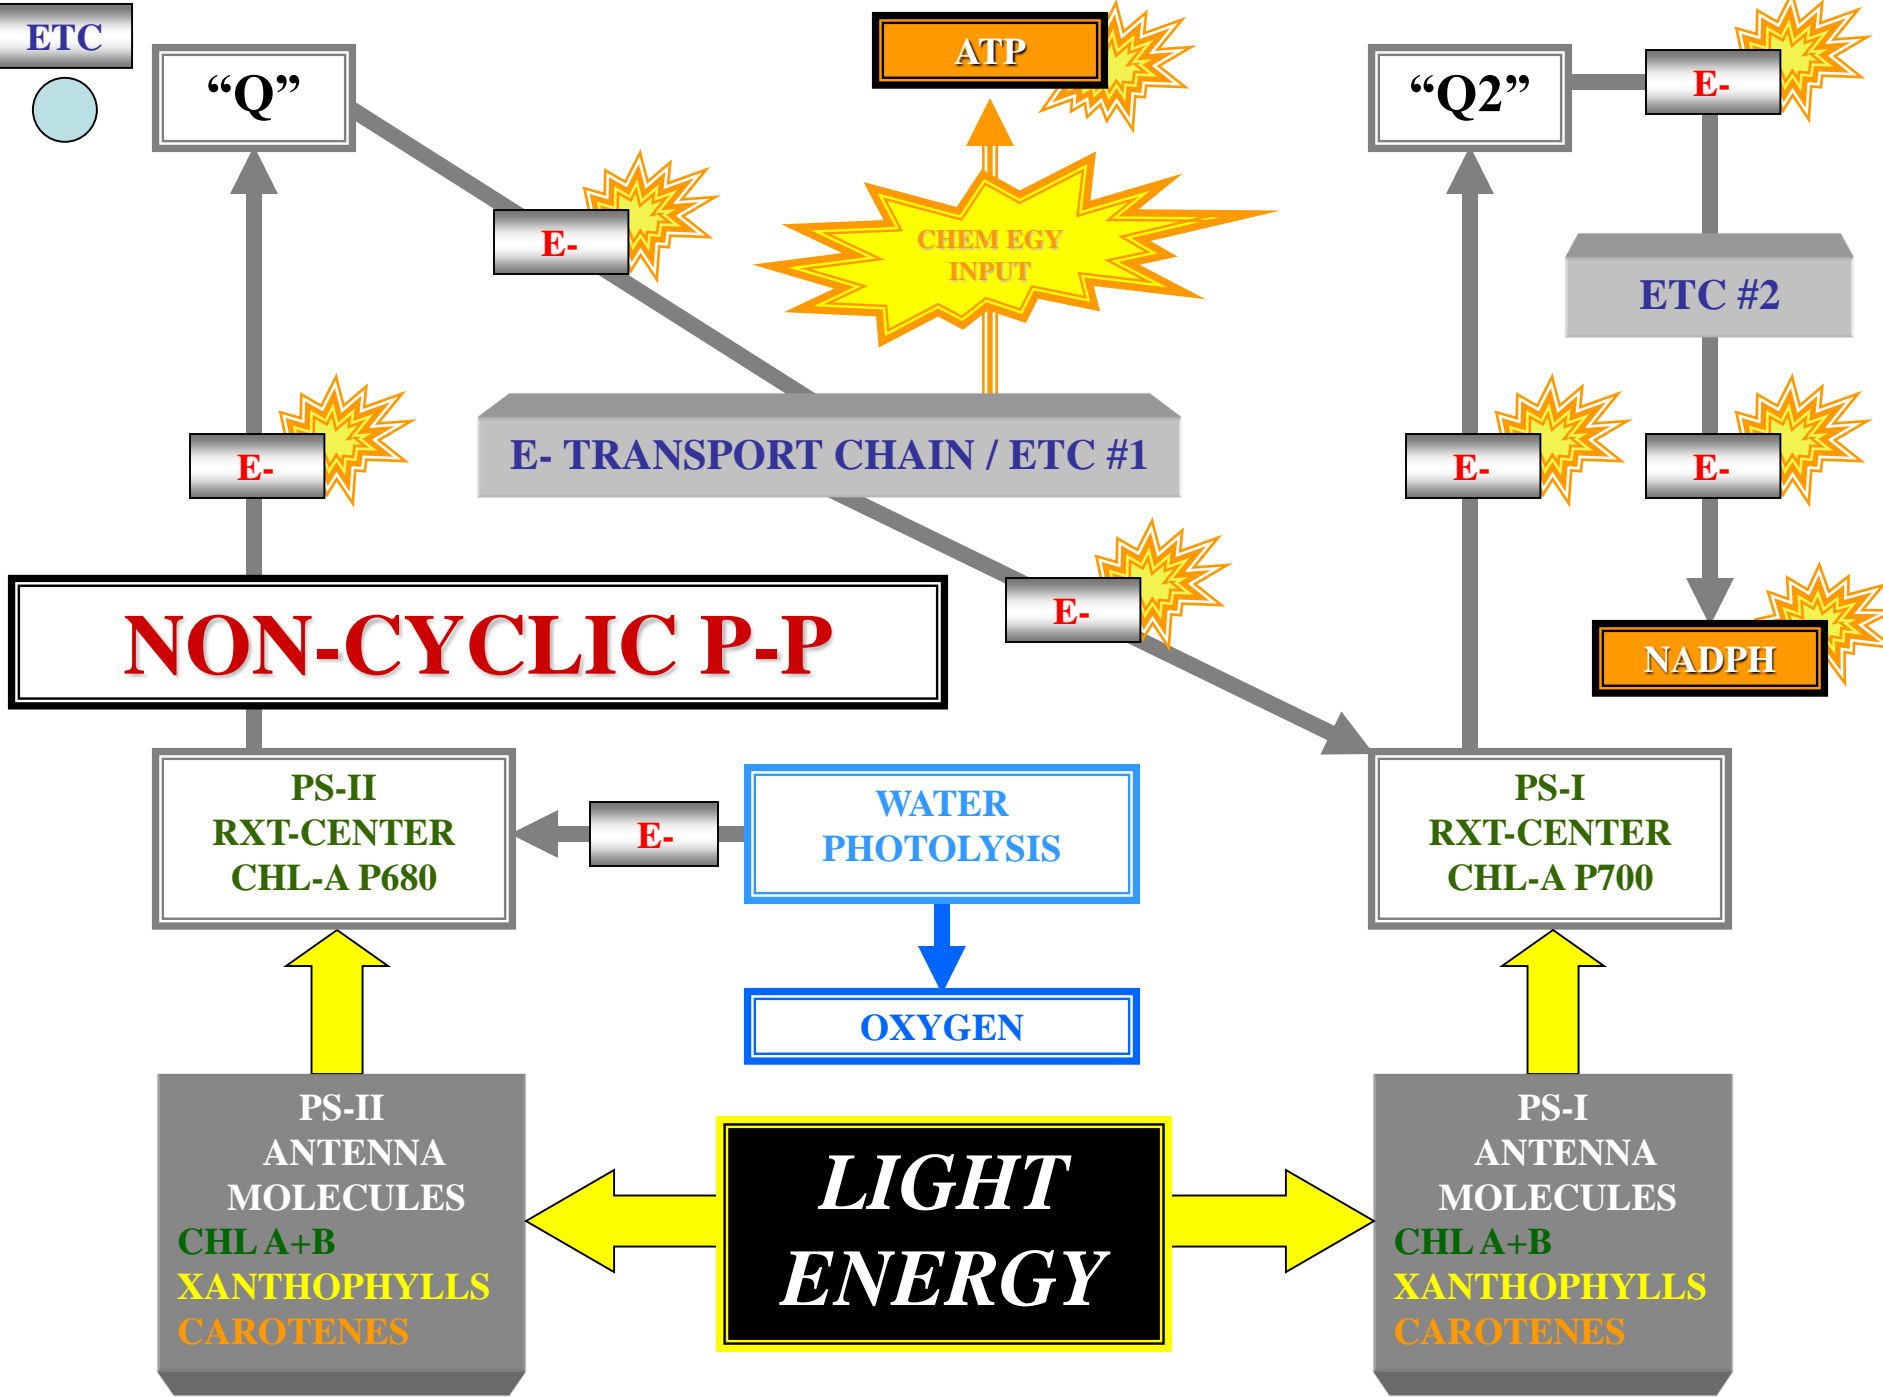 ETC
“Q”
ATP
“Q2”
E-
E-
CHEM EGY
INPUT
ETC #2
E-
E- TRANSPORT CHAIN / ETC #1
E-
E-
E-
NON-CYCLIC P-P
NADPH
PS-II
RXT-CENTER
CHL-A P680
E-
WATER
PHOTOLYSIS
PS-I
RXT-CENTER
CHL-A P700
OXYGEN
PS-II
ANTENNA
MOLECULES
CHL A+B
XANTHOPHYLLS
CAROTENES
LIGHT
ENERGY
PS-I
ANTENNA
MOLECULES
CHL A+B
XANTHOPHYLLS
CAROTENES